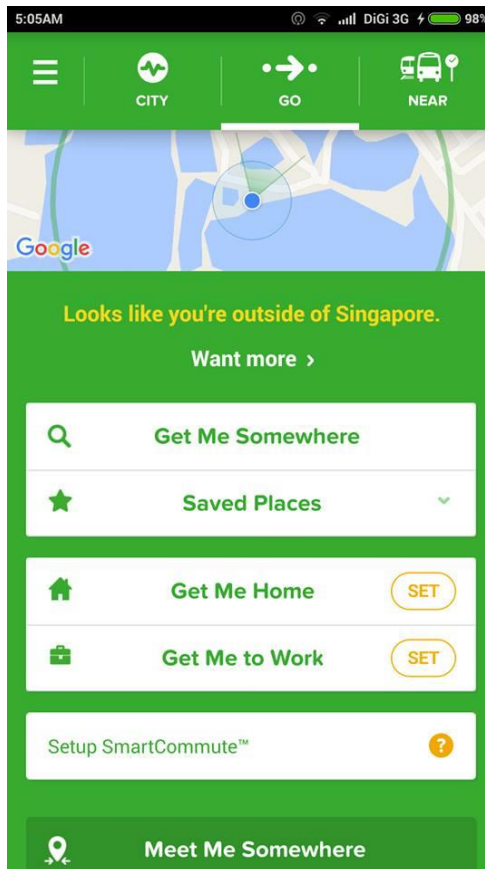 5:05AM DiGi 3G 98%
CITY GO NEAR
Google
Looks like you're outside of Singapore.
Want more ›
Get Me Somewhere
Saved Places
Get Me Home SET
Get Me to Work SET
Setup SmartCommute™ ?
Meet Me Somewhere